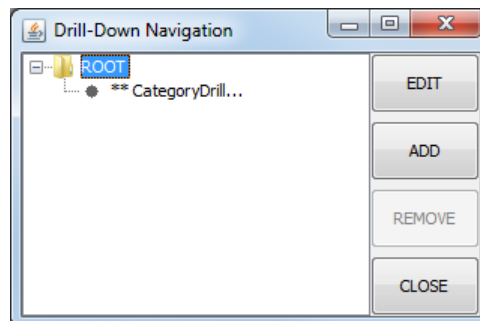 Drill-Down Navigation
ROOT
** CategoryDrill...
EDIT
ADD
REMOVE
CLOSE